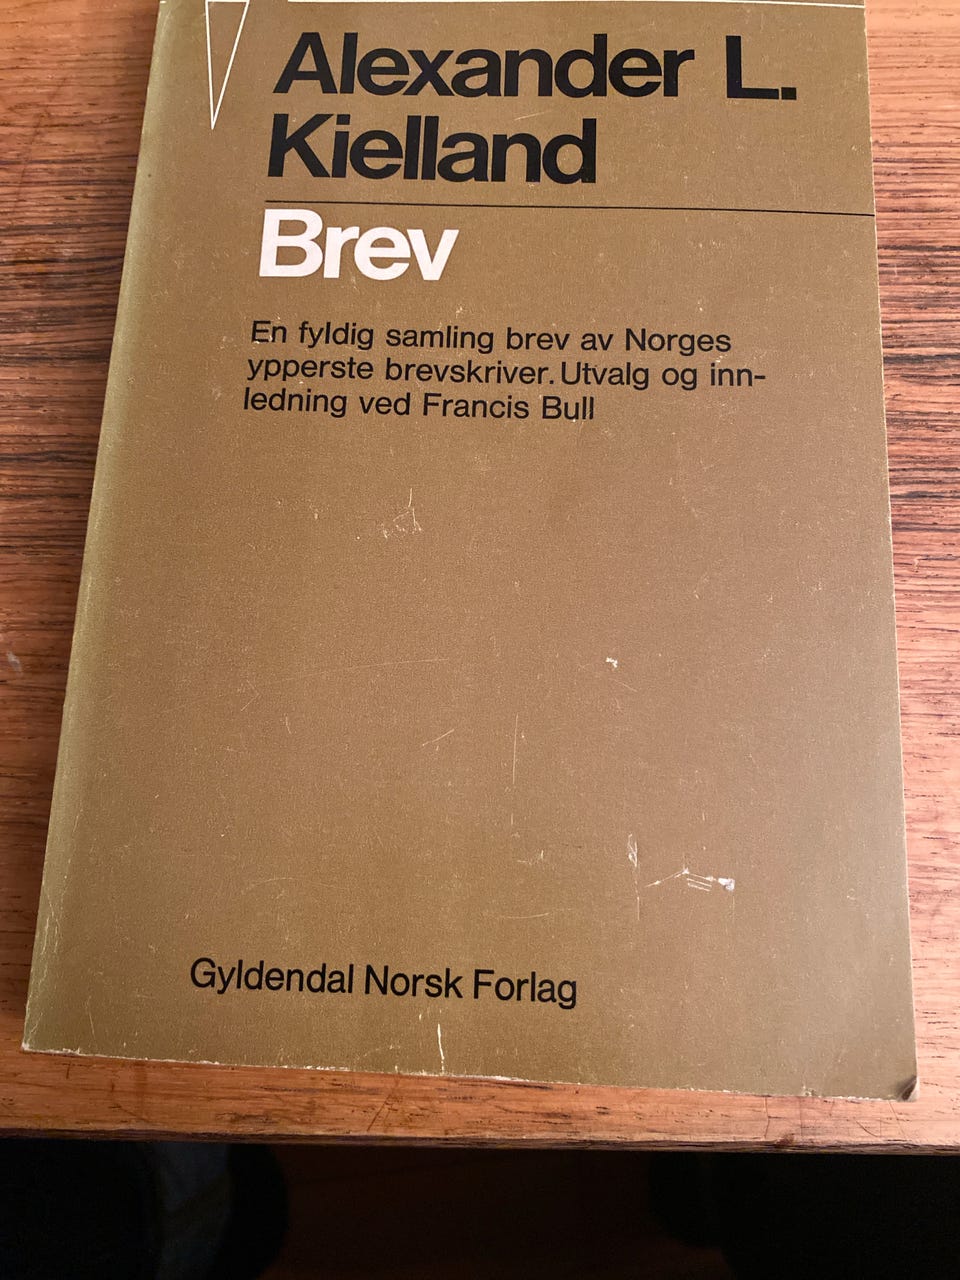 Alexander L.
Kielland
Brev
En fyldig samling brev av Norges
ypperste brevskriver. Utvalg og inn-
ledning ved Francis Bull
Gyldendal Norsk Forlag